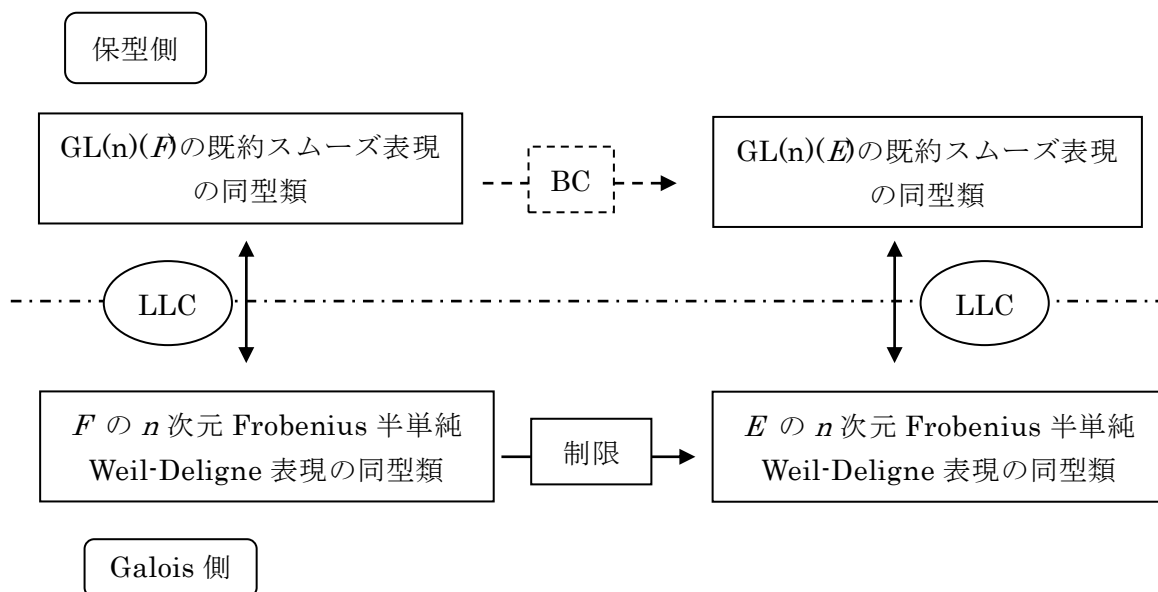 保型側
GL(n)(F)の既約スムーズ表現
の同型類
BC
GL(n)(E)の既約スムーズ表現
の同型類
LLC
LLC
F の n 次元 Frobenius 半単純
Weil-Deligne 表現の同型類
制限
E の n 次元 Frobenius 半単純
Weil-Deligne 表現の同型類
Galois 側